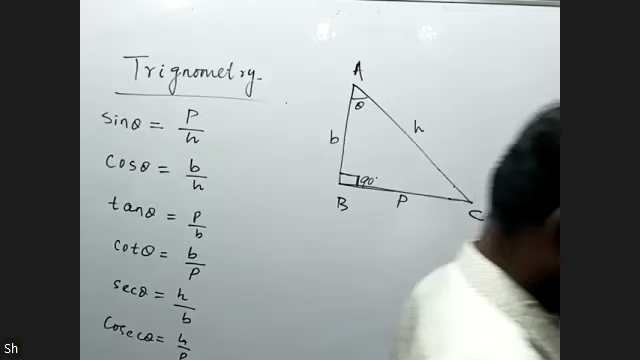 Trignometry.
sinθ = P/h
cosθ = b/h
tanθ = P/b
cotθ = b/P
secθ = h/b
cosecθ = h/P
A
θ
b
h
90°
B
P
C
Sh